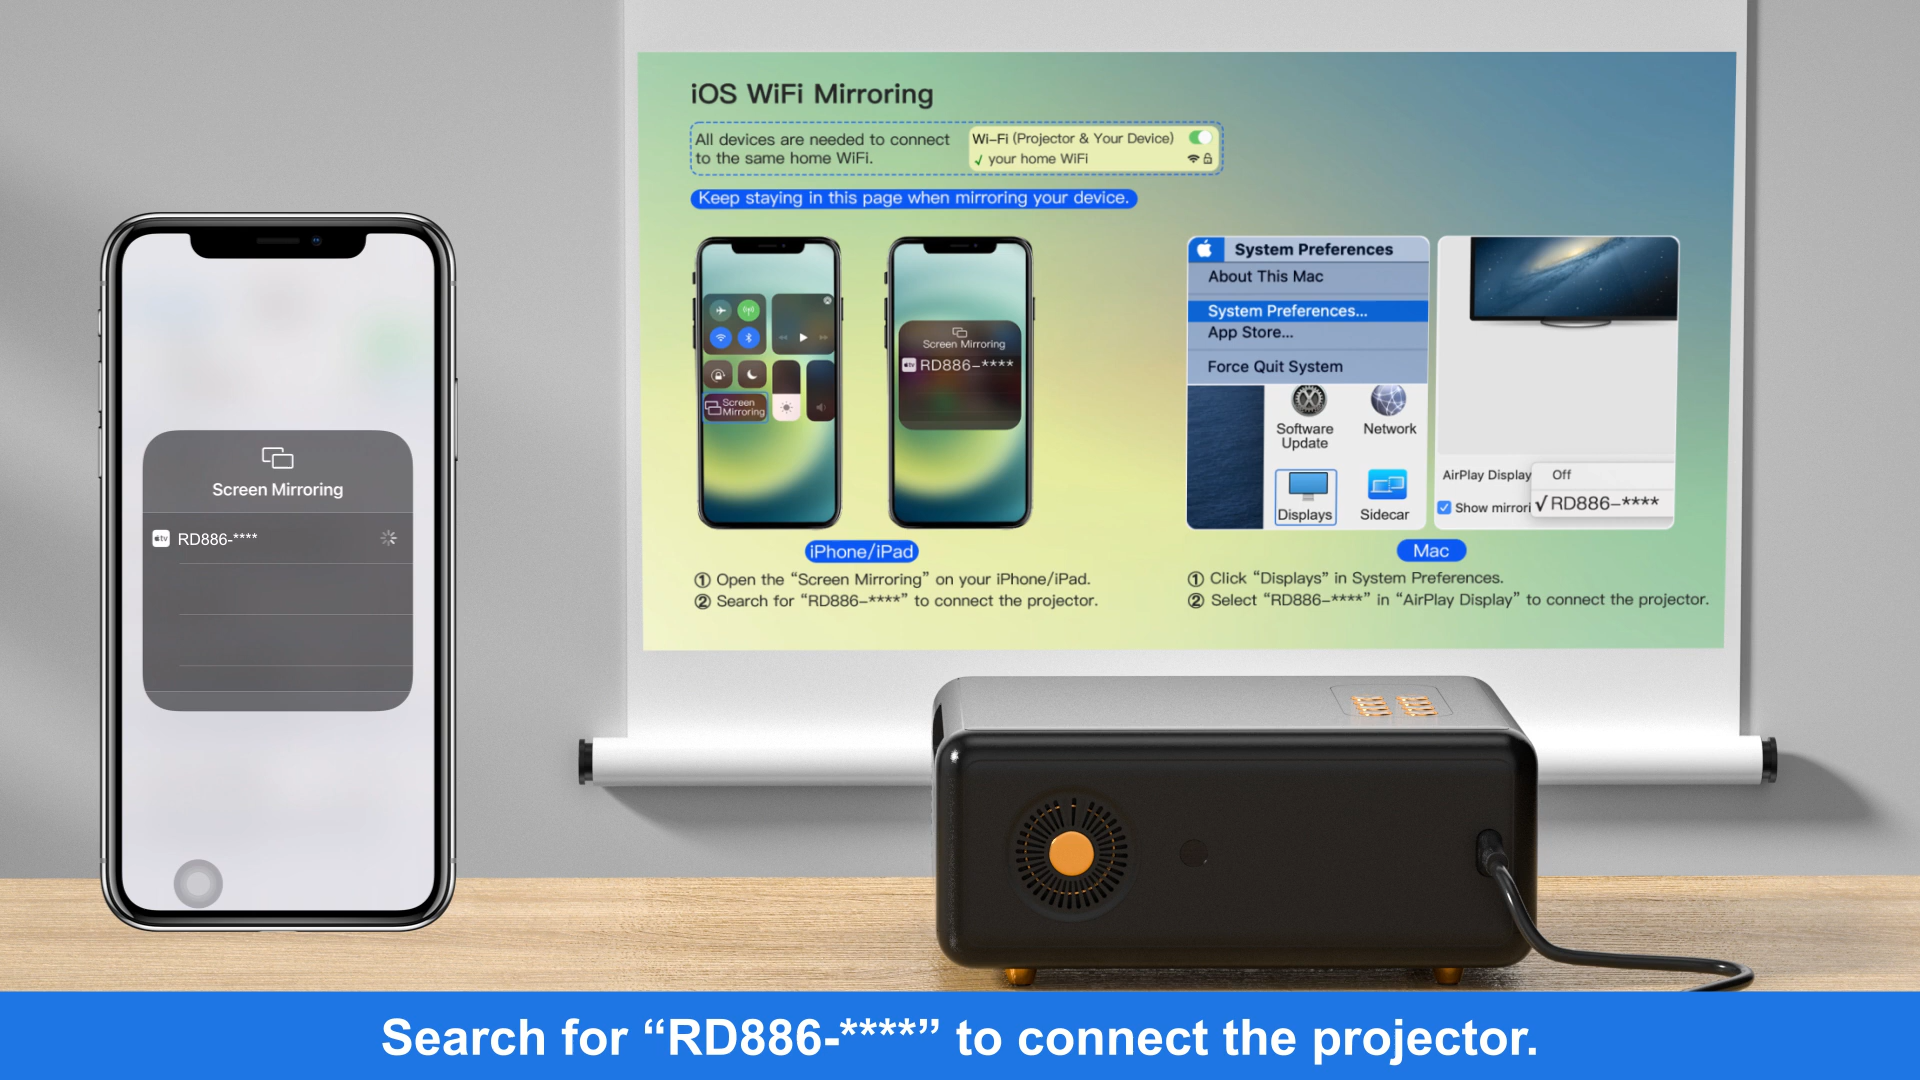 iOS WiFi Mirroring
All devices are needed to connect
to the same home WiFi.
Wi-Fi (Projector & Your Device)
✓ your home WiFi
Keep staying in this page when mirroring your device.
Screen
Mirroring
Screen Mirroring
tv RD886-****
System Preferences
About This Mac
System Preferences...
App Store...
Force Quit System
Software
Update
Network
Displays
Sidecar
AirPlay Display
Off
Show mirrori
√ RD886-****
iPhone/iPad
① Open the “Screen Mirroring” on your iPhone/iPad.
② Search for “RD886-****” to connect the projector.
Mac
① Click “Displays” in System Preferences.
② Select “RD886-****” in “AirPlay Display” to connect the projector.
Screen Mirroring
tv RD886-****
Search for “RD886-****” to connect the projector.